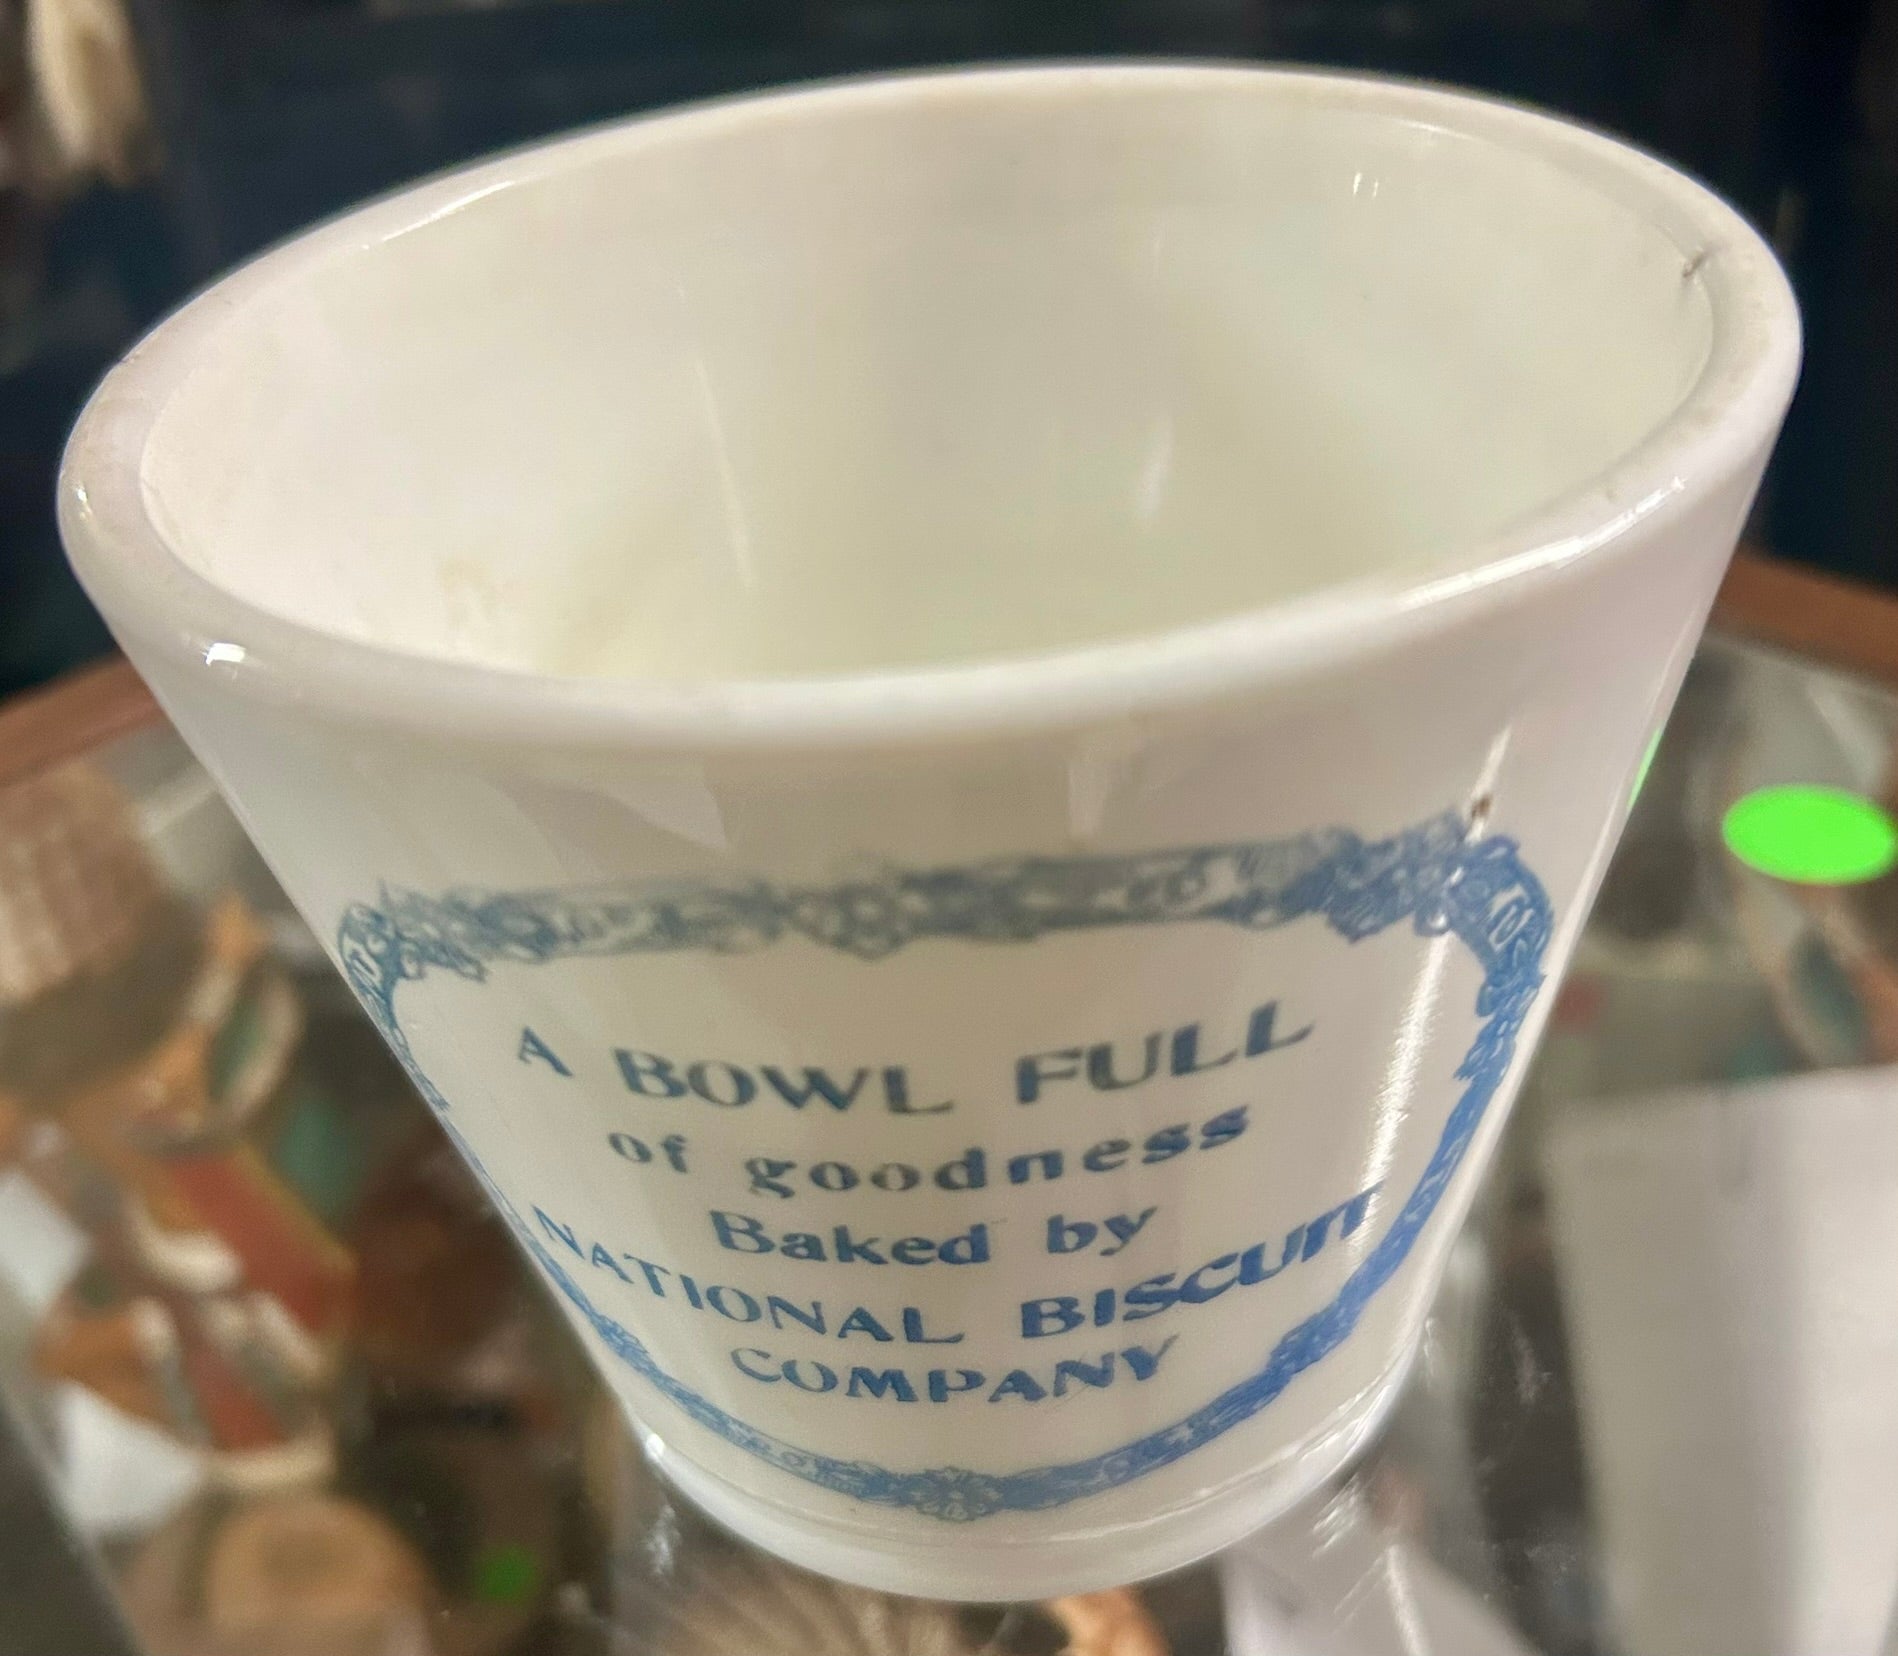 A BOWL FULL
of goodness
Baked by
NATIONAL BISCUIT
COMPANY